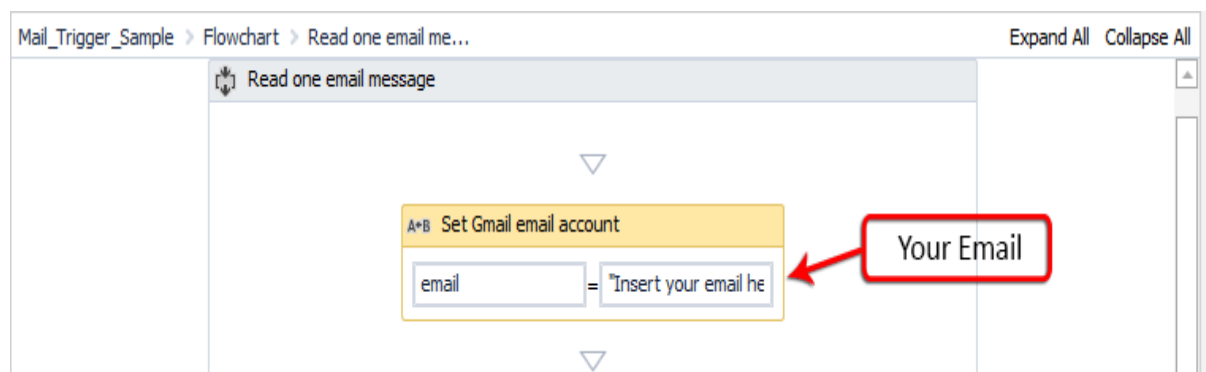 Mail_Trigger_Sample > Flowchart > Read one email me... Expand All Collapse All
Read one email message
A+B Set Gmail email account
Your Email
email = "Insert your email he